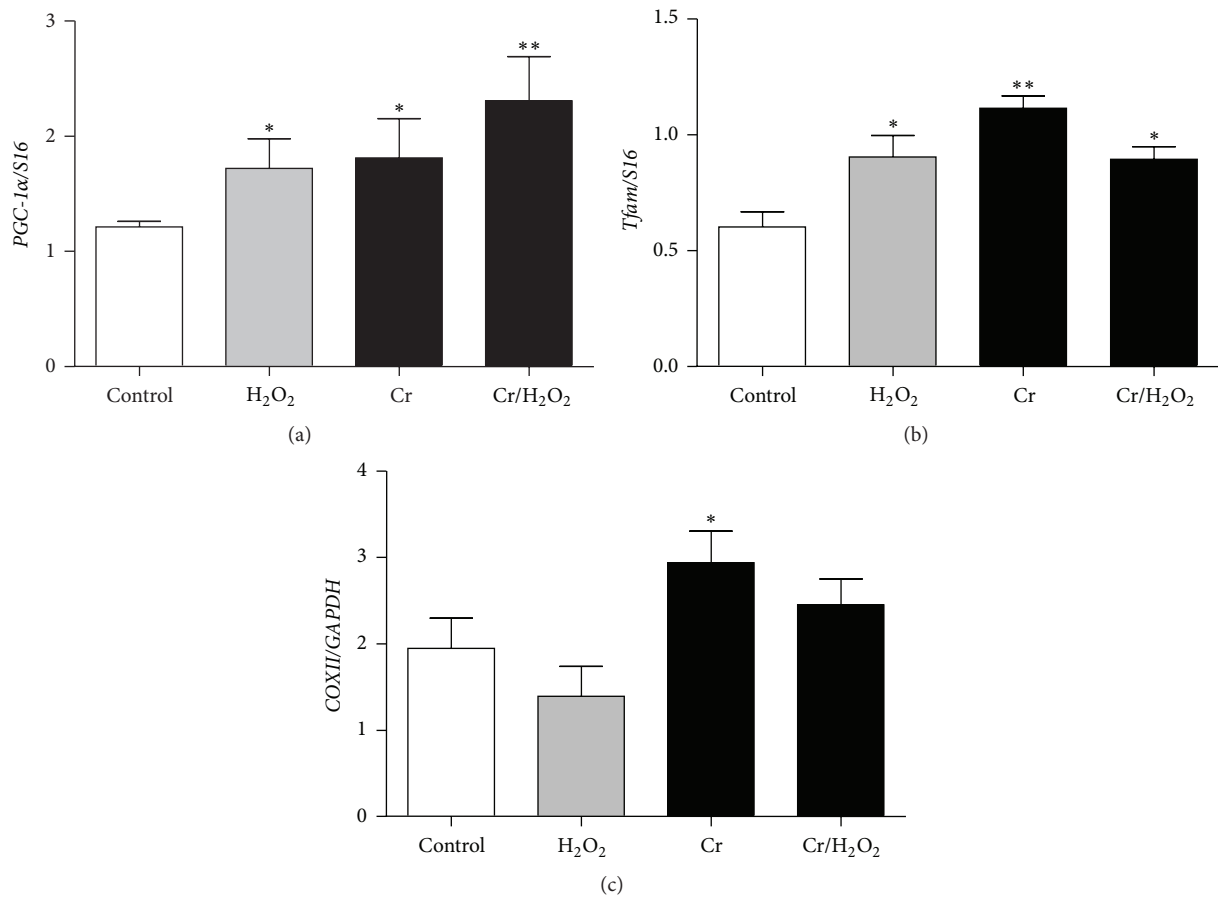 3
2
1
0
PGC-1α/S16
*
*
**
Control
H₂O₂
Cr
Cr/H₂O₂
(a)
1.5
1.0
0.5
0.0
Tfam/S16
*
**
*
Control
H₂O₂
Cr
Cr/H₂O₂
(b)
4
3
2
1
0
COXII/GAPDH
*
Control
H₂O₂
Cr
Cr/H₂O₂
(c)